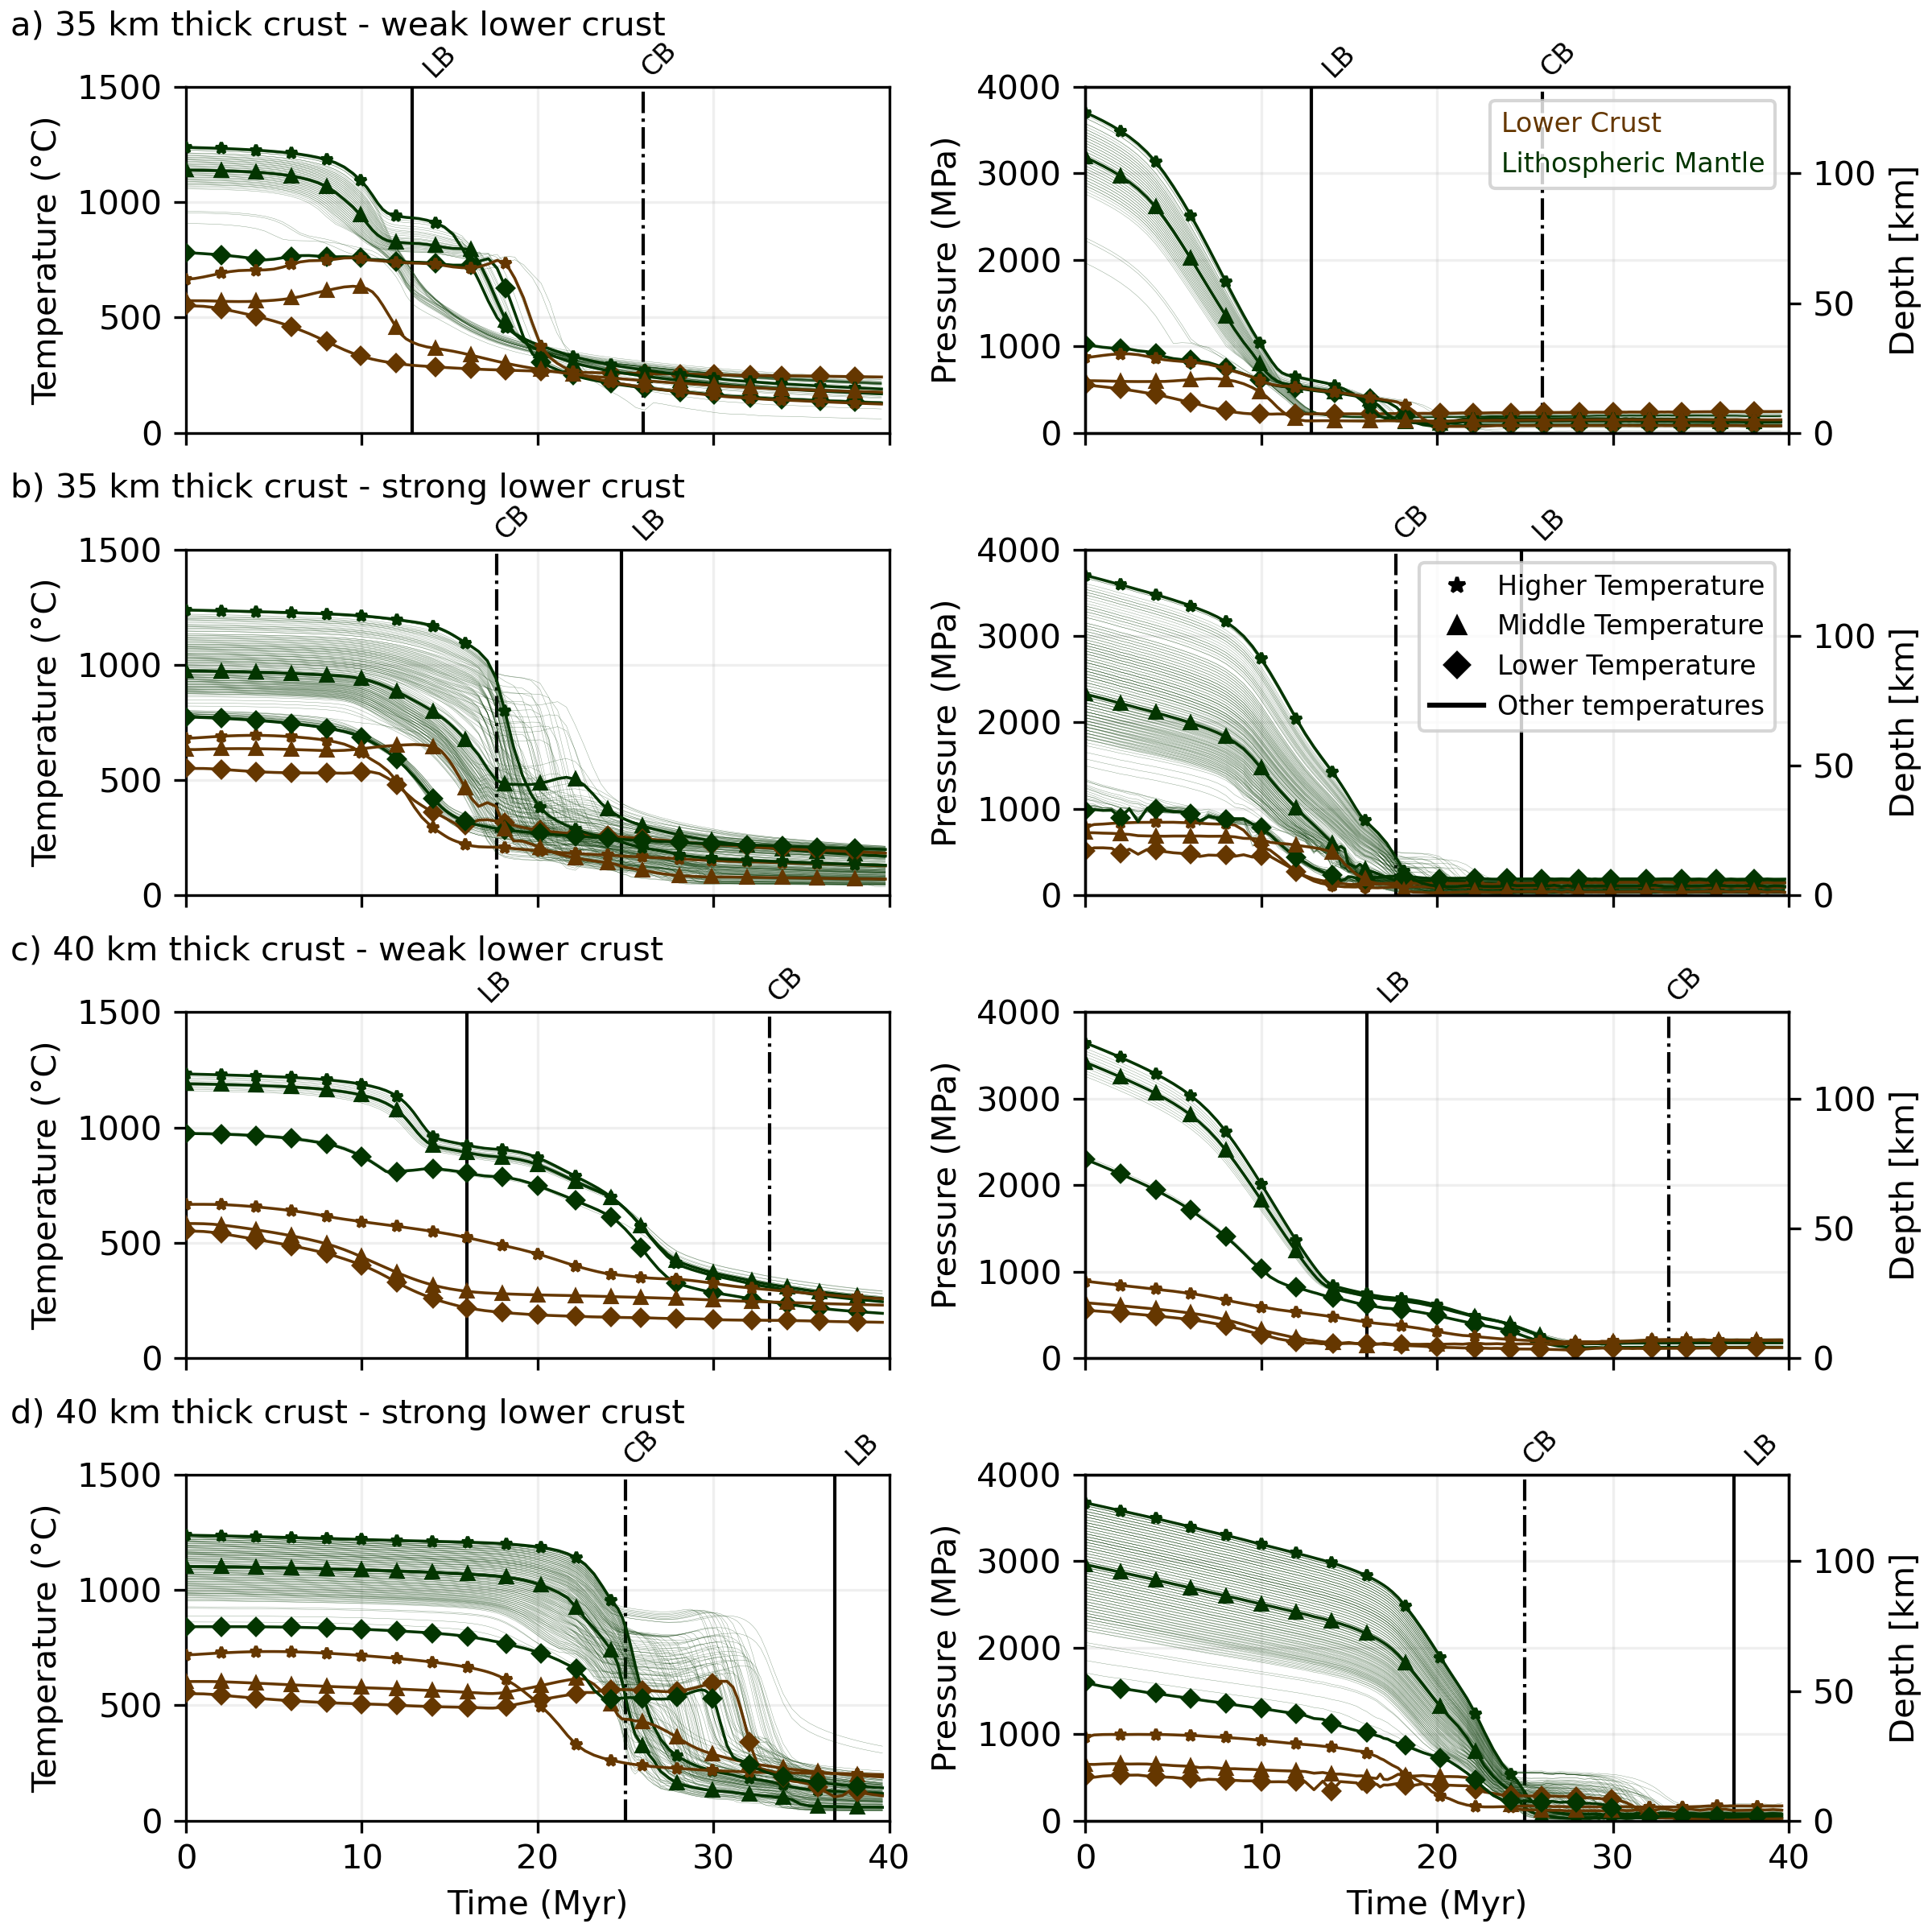 a) 35 km thick crust - weak lower crust
LB
CB
LB
CB
1500
1000
500
0
Temperature (°C)
4000
3000
2000
1000
0
Pressure (MPa)
Lower Crust
Lithospheric Mantle
100
50
0
Depth [km]
b) 35 km thick crust - strong lower crust
CB
LB
CB
LB
1500
1000
500
0
Temperature (°C)
4000
3000
2000
1000
0
Pressure (MPa)
Higher Temperature
Middle Temperature
Lower Temperature
Other temperatures
100
50
0
Depth [km]
c) 40 km thick crust - weak lower crust
LB
CB
LB
CB
1500
1000
500
0
Temperature (°C)
4000
3000
2000
1000
0
Pressure (MPa)
100
50
0
Depth [km]
d) 40 km thick crust - strong lower crust
CB
LB
CB
LB
1500
1000
500
0
Temperature (°C)
4000
3000
2000
1000
0
Pressure (MPa)
100
50
0
Depth [km]
0 10 20 30 40
Time (Myr)
0 10 20 30 40
Time (Myr)